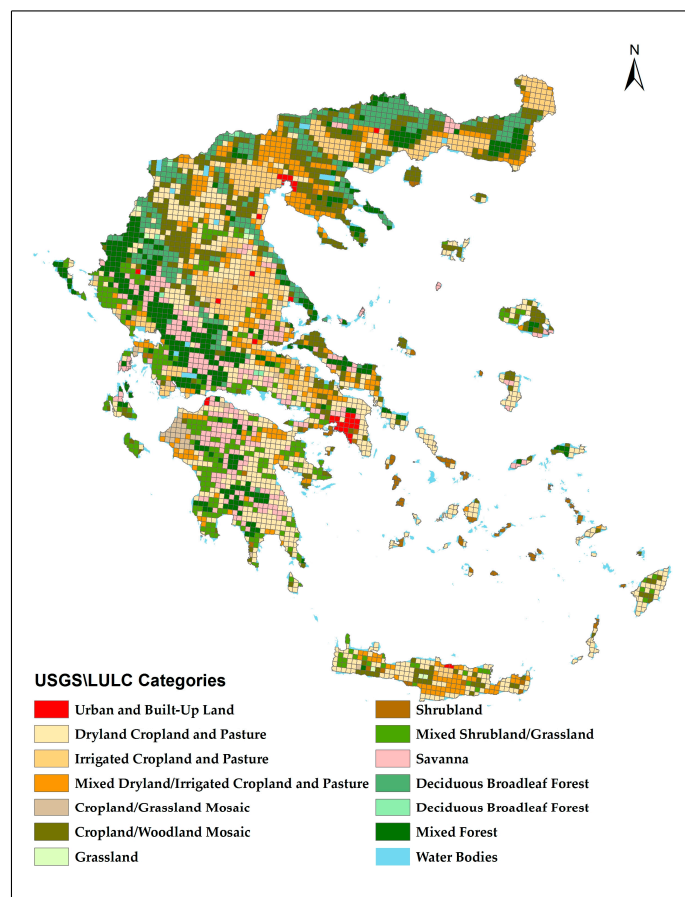 N
USGS\LULC Categories
Urban and Built-Up Land
Dryland Cropland and Pasture
Irrigated Cropland and Pasture
Mixed Dryland/Irrigated Cropland and Pasture
Cropland/Grassland Mosaic
Cropland/Woodland Mosaic
Grassland
Shrubland
Mixed Shrubland/Grassland
Savanna
Deciduous Broadleaf Forest
Deciduous Broadleaf Forest
Mixed Forest
Water Bodies